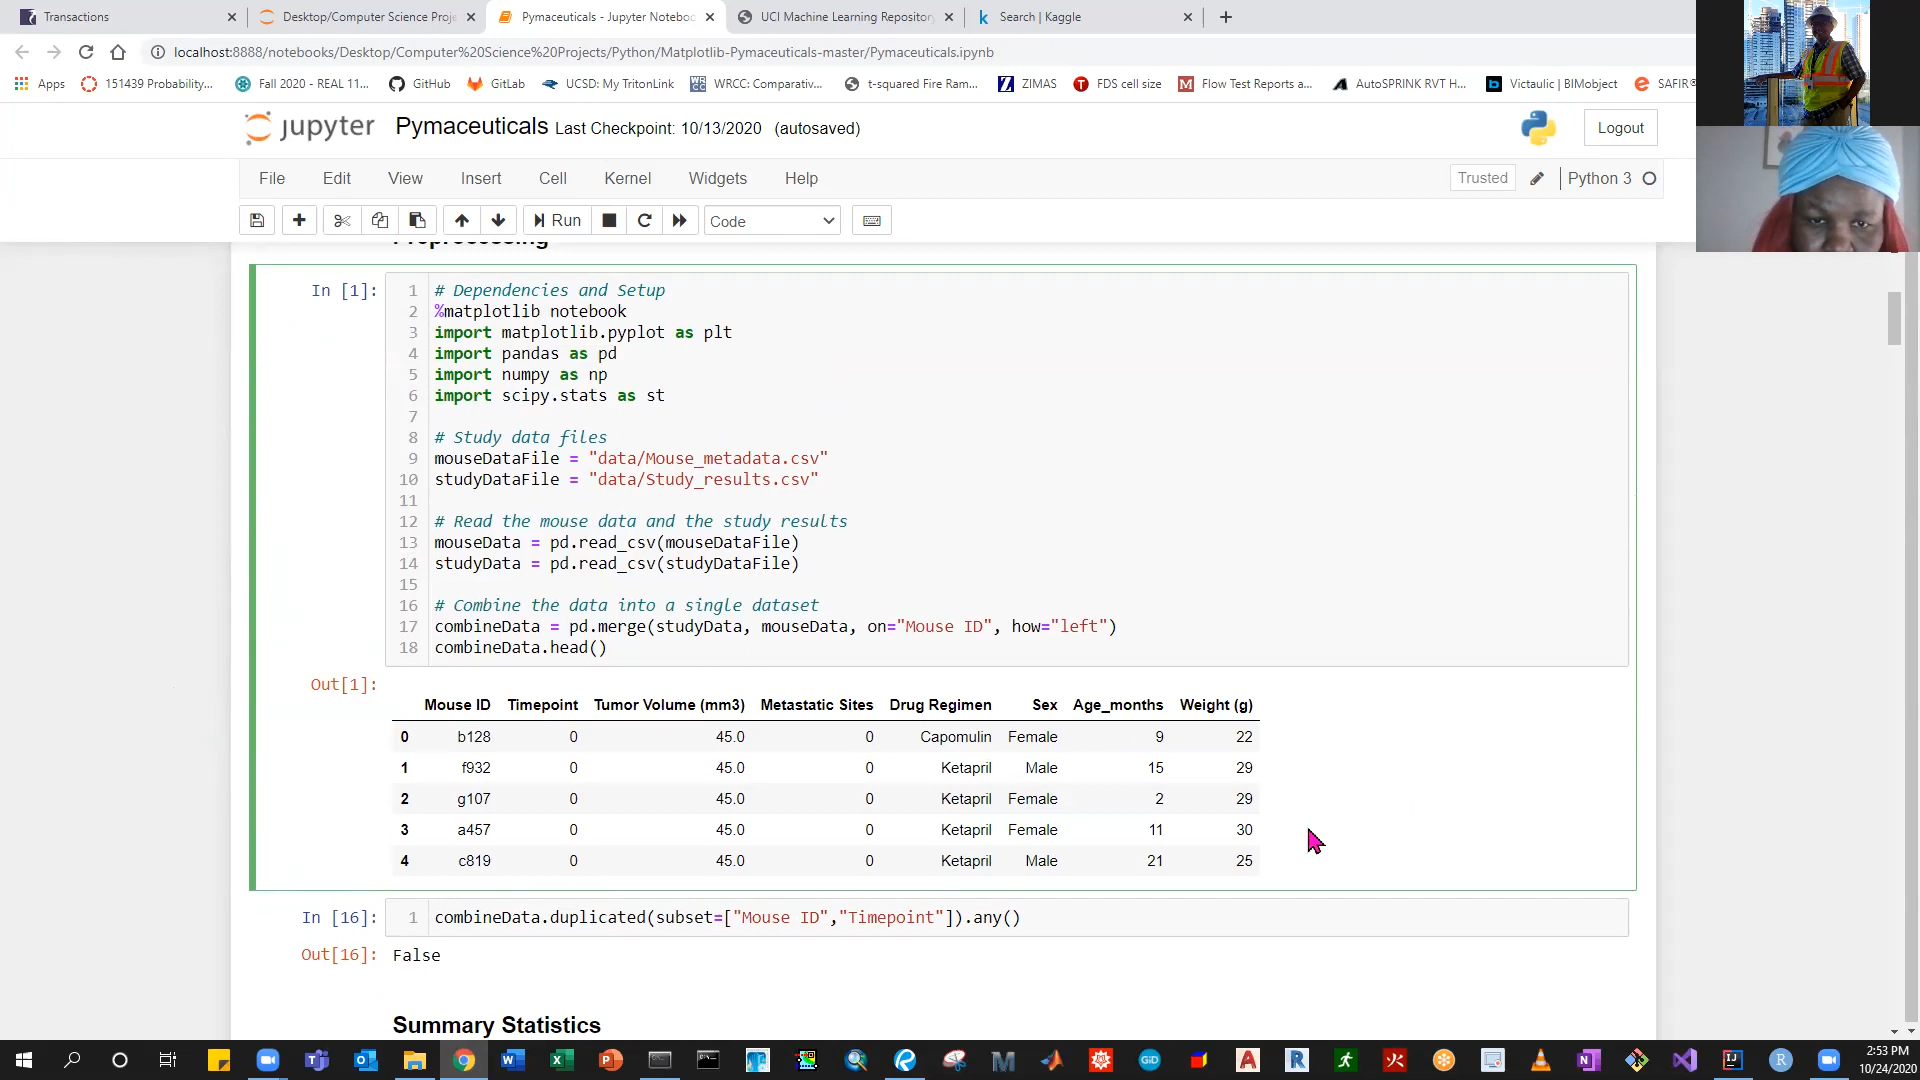 Transactions
Desktop/Computer Science Proje
Pymaceuticals - Jupyter Noteboo
UCI Machine Learning Repository
Search | Kaggle
localhost:8888/notebooks/Desktop/Computer%20Science%20Projects/Python/Matplotlib-Pymaceuticals-master/Pymaceuticals.ipynb
Apps 151439 Probability... Fall 2020 - REAL 11... GitHub GitLab UCSD: My TritonLink WRCC: Comparativ... t-squared Fire Ram... ZIMAS FDS cell size Flow Test Reports a... AutoSPRINK RVT H... Victaulic | BIMobject SAFIR®
jupyter Pymaceuticals Last Checkpoint: 10/13/2020 (autosaved) Logout
File Edit View Insert Cell Kernel Widgets Help Trusted Python 3
Run Code
Preprocessing
In [1]: 1 # Dependencies and Setup
2 %matplotlib notebook
3 import matplotlib.pyplot as plt
4 import pandas as pd
5 import numpy as np
6 import scipy.stats as st
7
8 # Study data files
9 mouseDataFile = "data/Mouse_metadata.csv"
10 studyDataFile = "data/Study_results.csv"
11
12 # Read the mouse data and the study results
13 mouseData = pd.read_csv(mouseDataFile)
14 studyData = pd.read_csv(studyDataFile)
15
16 # Combine the data into a single dataset
17 combineData = pd.merge(studyData, mouseData, on="Mouse ID", how="left")
18 combineData.head()
Out[1]:
Mouse ID Timepoint Tumor Volume (mm3) Metastatic Sites Drug Regimen Sex Age_months Weight (g)
0 b128 0 45.0 0 Capomulin Female 9 22
1 f932 0 45.0 0 Ketapril Male 15 29
2 g107 0 45.0 0 Ketapril Female 2 29
3 a457 0 45.0 0 Ketapril Female 11 30
4 c819 0 45.0 0 Ketapril Male 21 25
In [16]: 1 combineData.duplicated(subset=["Mouse ID","Timepoint"]).any()
Out[16]: False
Summary Statistics
2:53 PM
10/24/2020